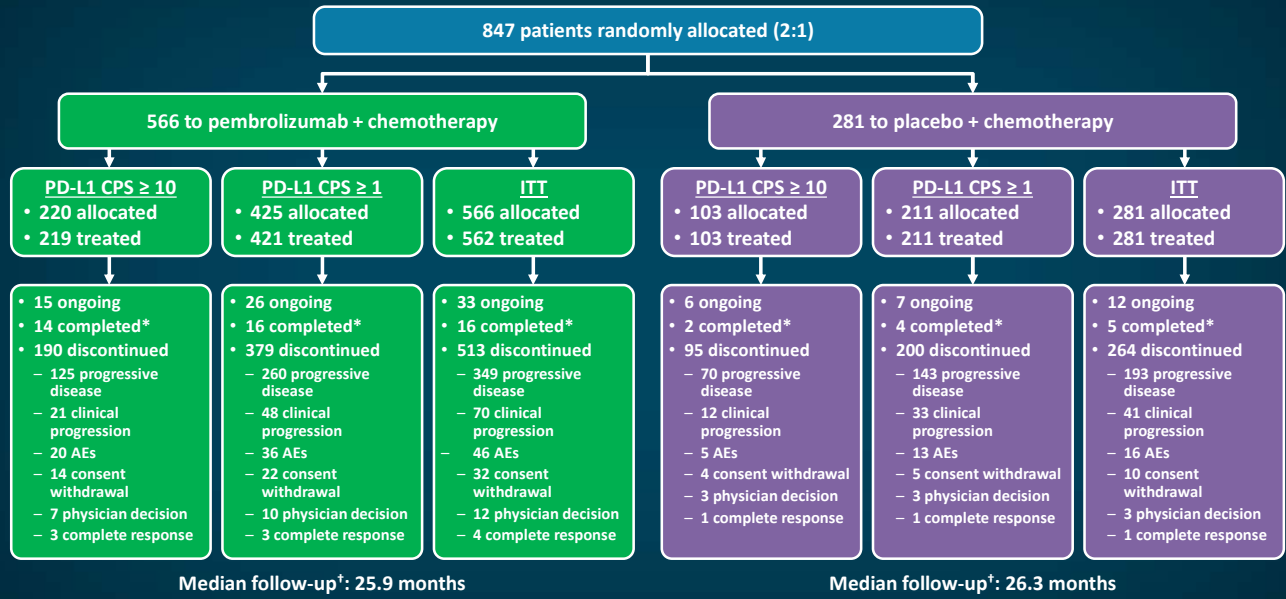 847 patients randomly allocated (2:1)
566 to pembrolizumab + chemotherapy
281 to placebo + chemotherapy
PD-L1 CPS ≥ 10
• 220 allocated
• 219 treated
PD-L1 CPS ≥ 1
• 425 allocated
• 421 treated
ITT
• 566 allocated
• 562 treated
PD-L1 CPS ≥ 10
• 103 allocated
• 103 treated
PD-L1 CPS ≥ 1
• 211 allocated
• 211 treated
ITT
• 281 allocated
• 281 treated
• 15 ongoing
• 14 completed*
• 190 discontinued
– 125 progressive
disease
– 21 clinical
progression
– 20 AEs
– 14 consent
withdrawal
– 7 physician decision
– 3 complete response
• 26 ongoing
• 16 completed*
• 379 discontinued
– 260 progressive
disease
– 48 clinical
progression
– 36 AEs
– 22 consent
withdrawal
– 10 physician decision
– 3 complete response
• 33 ongoing
• 16 completed*
• 513 discontinued
– 349 progressive
disease
– 70 clinical
progression
– 46 AEs
– 32 consent
withdrawal
– 12 physician decision
– 4 complete response
• 6 ongoing
• 2 completed*
• 95 discontinued
– 70 progressive
disease
– 12 clinical
progression
– 5 AEs
– 4 consent withdrawal
– 3 physician decision
– 1 complete response
• 7 ongoing
• 4 completed*
• 200 discontinued
– 143 progressive
disease
– 33 clinical
progression
– 13 AEs
– 5 consent withdrawal
– 3 physician decision
– 1 complete response
• 12 ongoing
• 5 completed*
• 264 discontinued
– 193 progressive
disease
– 41 clinical
progression
– 16 AEs
– 10 consent
withdrawal
– 3 physician decision
– 1 complete response
Median follow-up†: 25.9 months
Median follow-up†: 26.3 months